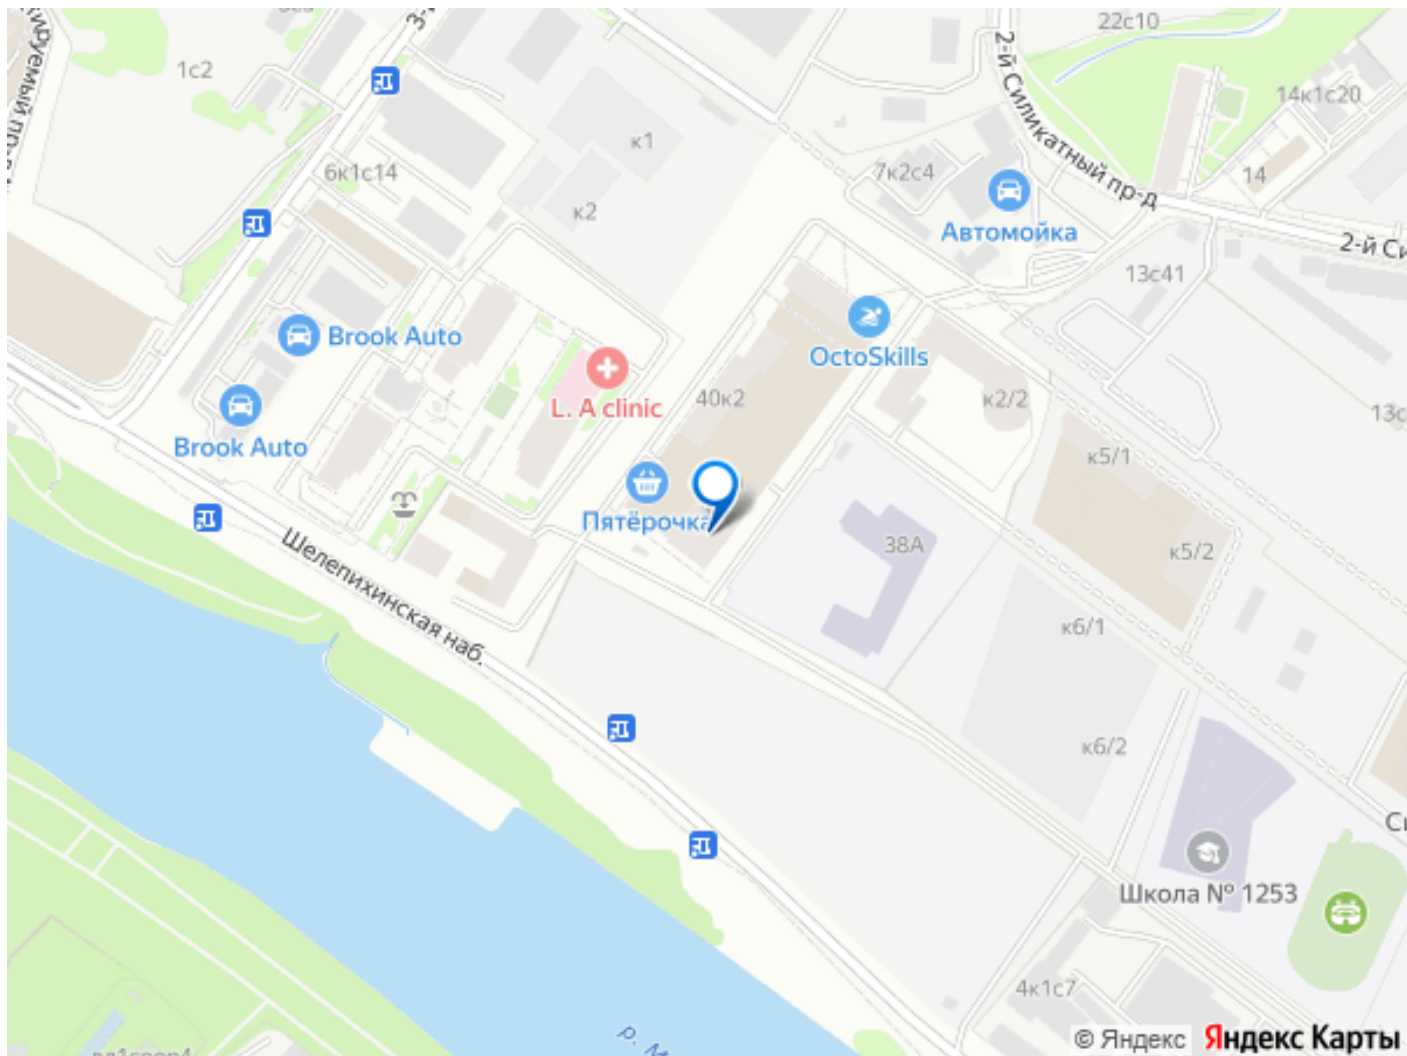 22с10
1с2
2-й Силикатный пр-д
14к1с20
к1
6к1с14
7к2с4
14
к2
Автомойка
2-й Си
13с41
Brook Auto
OctoSkills
L. A clinic
40к2
к2/2
13с
Brook Auto
к5/1
Пятёрочка
38А
к5/2
Шелепихинская наб.
к6/1
к6/2
Школа № 1253
4к1с7
р. М
© Яндекс
Яндекс Карты